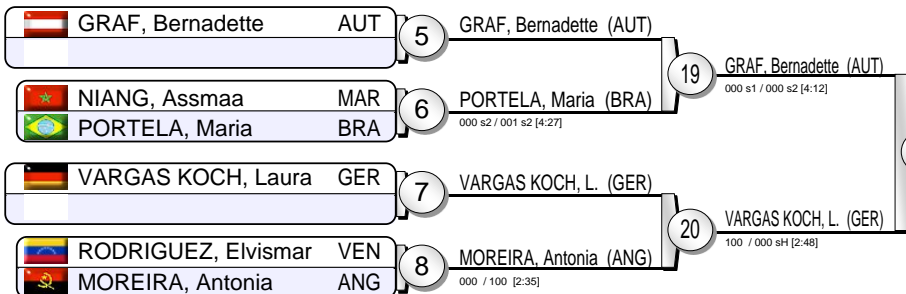 GRAF, Bernadette AUT
5
GRAF, Bernadette (AUT)
NIANG, Assmaa MAR
PORTELA, Maria BRA
6
PORTELA, Maria (BRA)
000 s2 / 001 s2 [4:27]
19
GRAF, Bernadette (AUT)
000 s1 / 000 s2 [4:12]
VARGAS KOCH, Laura GER
7
VARGAS KOCH, L. (GER)
RODRIGUEZ, Elvismar VEN
MOREIRA, Antonia ANG
8
MOREIRA, Antonia (ANG)
000 / 100 [2:35]
20
VARGAS KOCH, L. (GER)
100 / 000 sH [2:48]